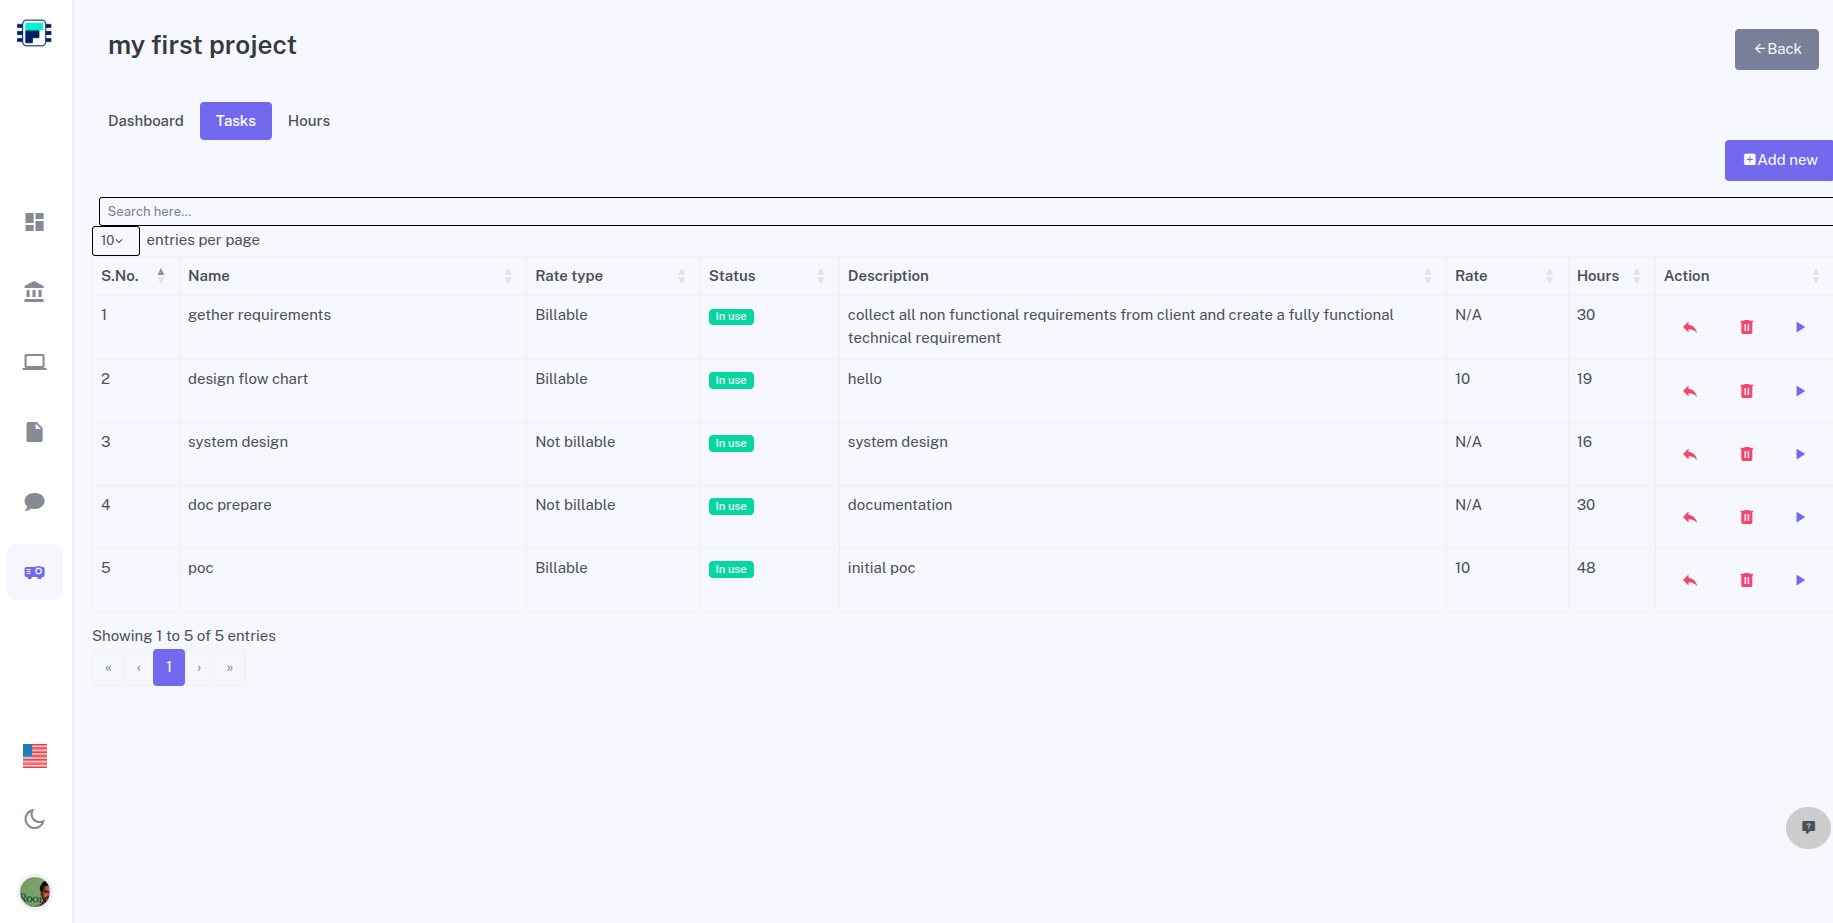 my first project
Back
Dashboard Tasks Hours
Add new
Search here...
10 entries per page
S.No. Name Rate type Status Description Rate Hours Action
1 gether requirements Billable In use collect all non functional requirements from client and create a fully functional N/A 30
technical requirement
2 design flow chart Billable In use hello 10 19
3 system design Not billable In use system design N/A 16
4 doc prepare Not billable In use documentation N/A 30
5 poc Billable In use initial poc 10 48
Showing 1 to 5 of 5 entries
« ‹ 1 › »